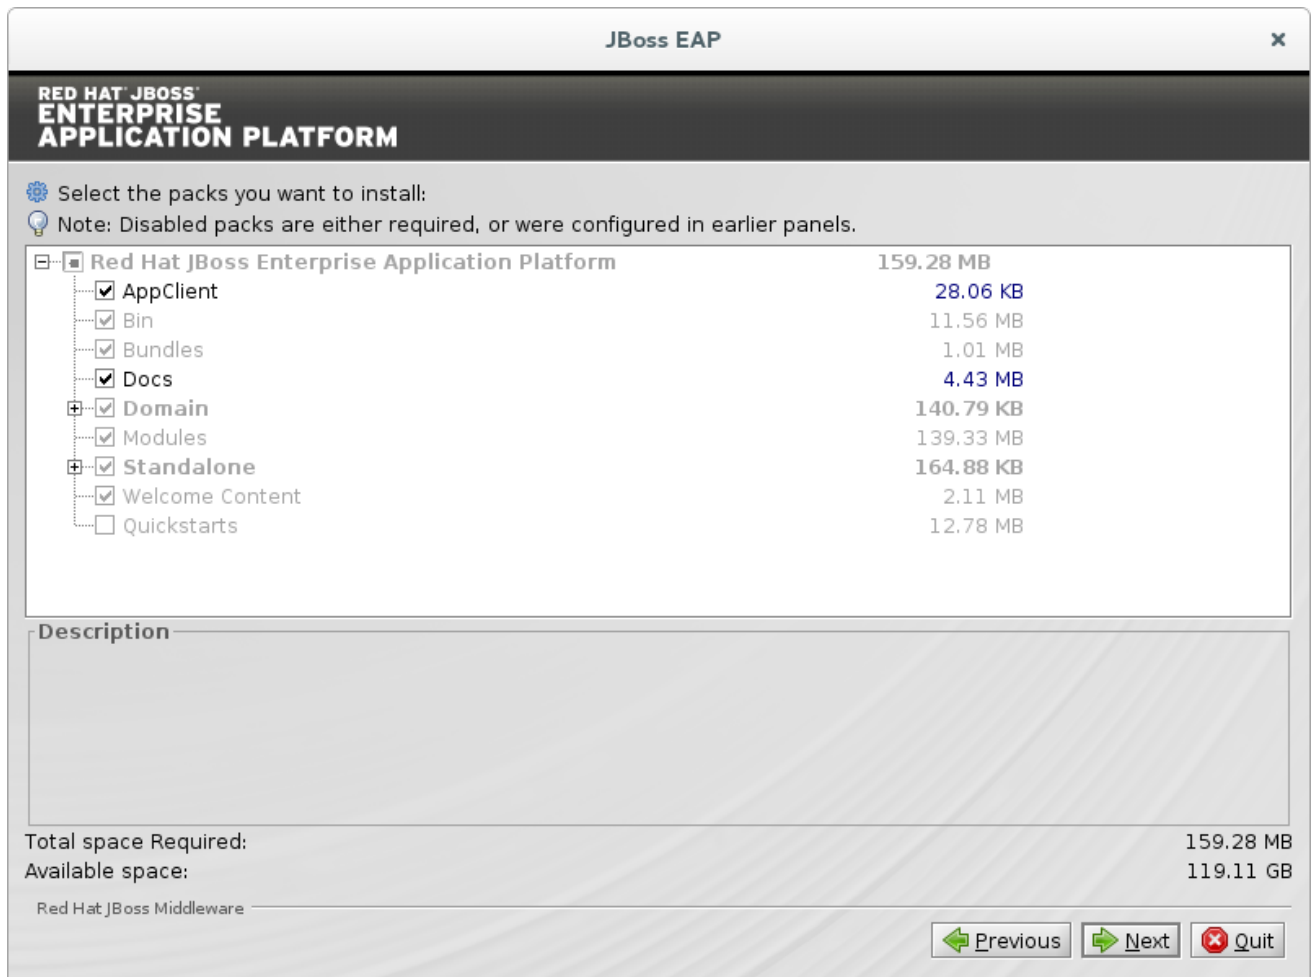 JBoss EAP
RED HAT JBOSS
ENTERPRISE
APPLICATION PLATFORM
Select the packs you want to install:
Note: Disabled packs are either required, or were configured in earlier panels.
Red Hat JBoss Enterprise Application Platform 159.28 MB
AppClient 28.06 KB
Bin 11.56 MB
Bundles 1.01 MB
Docs 4.43 MB
Domain 140.79 KB
Modules 139.33 MB
Standalone 164.88 KB
Welcome Content 2.11 MB
Quickstarts 12.78 MB
Description
Total space Required: 159.28 MB
Available space: 119.11 GB
Red Hat JBoss Middleware
Previous Next Quit